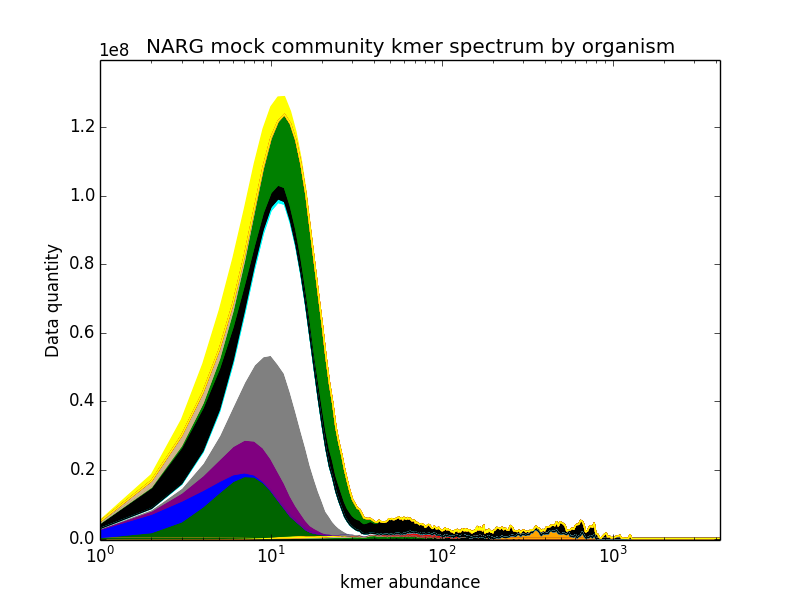 NARG mock community kmer spectrum by organism
1e8
1.2
1.0
0.8
0.6
0.4
0.2
0.0
Data quantity
10^0 10^1 10^2 10^3
kmer abundance